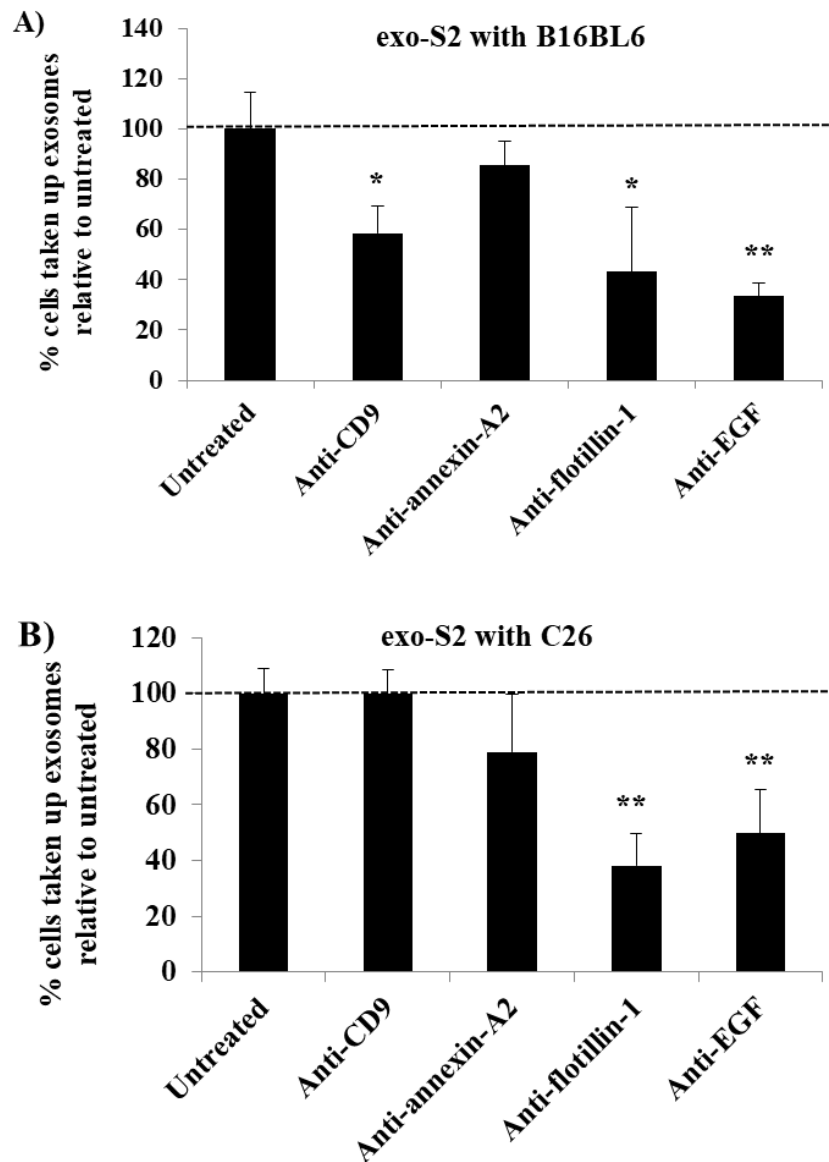 A)
exo-S2 with B16BL6
% cells taken up exosomes
relative to untreated
140
120
100
80
60
40
20
0
*
*
**
Untreated
Anti-CD9
Anti-annexin-A2
Anti-flotillin-1
Anti-EGF
B)
exo-S2 with C26
% cells taken up exosomes
relative to untreated
120
100
80
60
40
20
0
**
**
Untreated
Anti-CD9
Anti-annexin-A2
Anti-flotillin-1
Anti-EGF